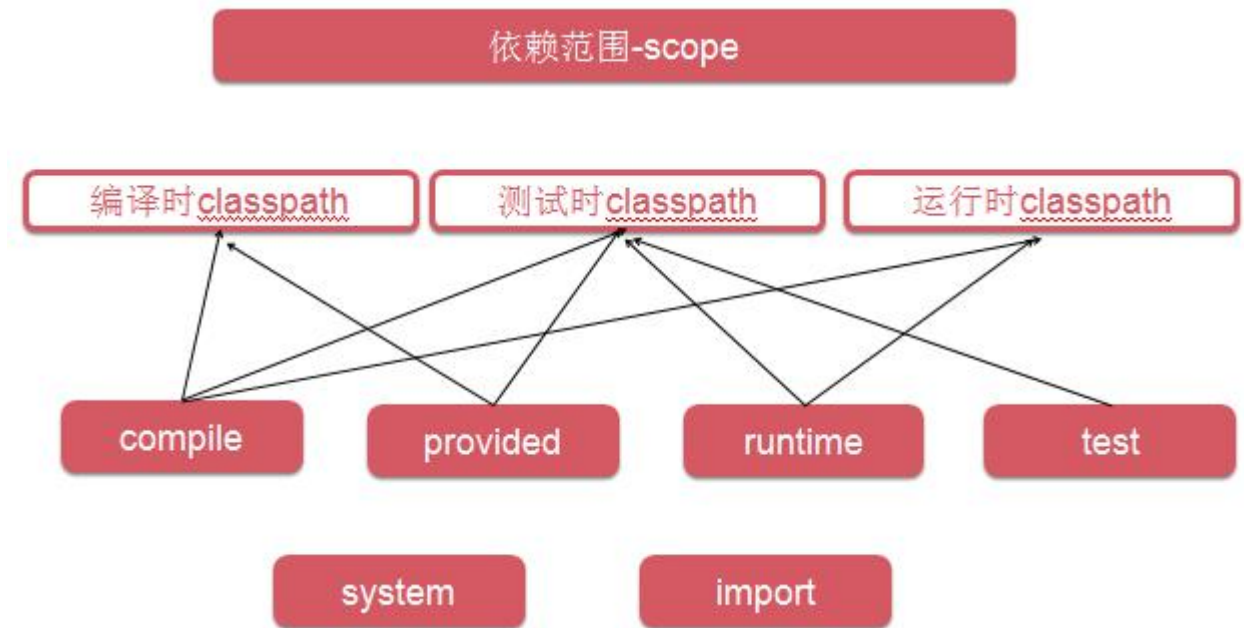 依赖范围-scope
编译时classpath
测试时classpath
运行时classpath
compile
provided
runtime
test
system
import